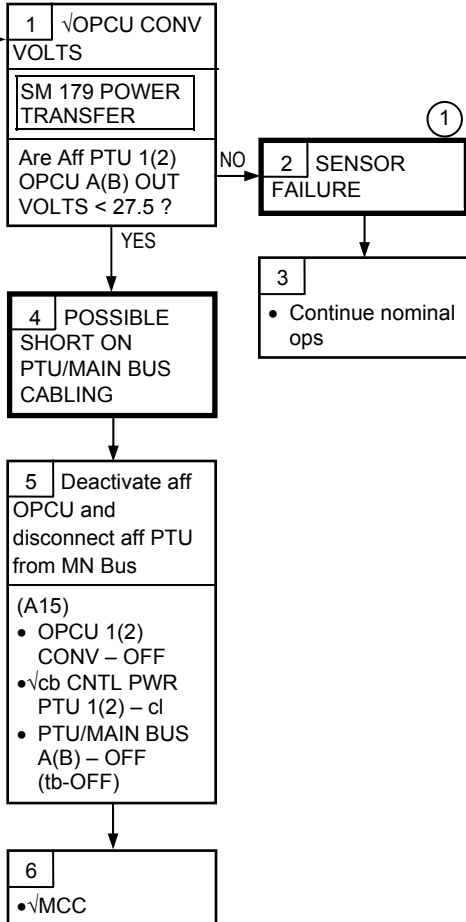 1 √OPCU CONV
VOLTS
SM 179 POWER
TRANSFER
Are Aff PTU 1(2)
OPCU A(B) OUT
VOLTS < 27.5 ?
NO
YES
1
2 SENSOR
FAILURE
3
• Continue nominal
ops
4 POSSIBLE
SHORT ON
PTU/MAIN BUS
CABLING
5 Deactivate aff
OPCU and
disconnect aff PTU
from MN Bus
(A15)
• OPCU 1(2)
CONV – OFF
•√cb CNTL PWR
PTU 1(2) – cl
• PTU/MAIN BUS
A(B) – OFF
(tb-OFF)
6
•√MCC